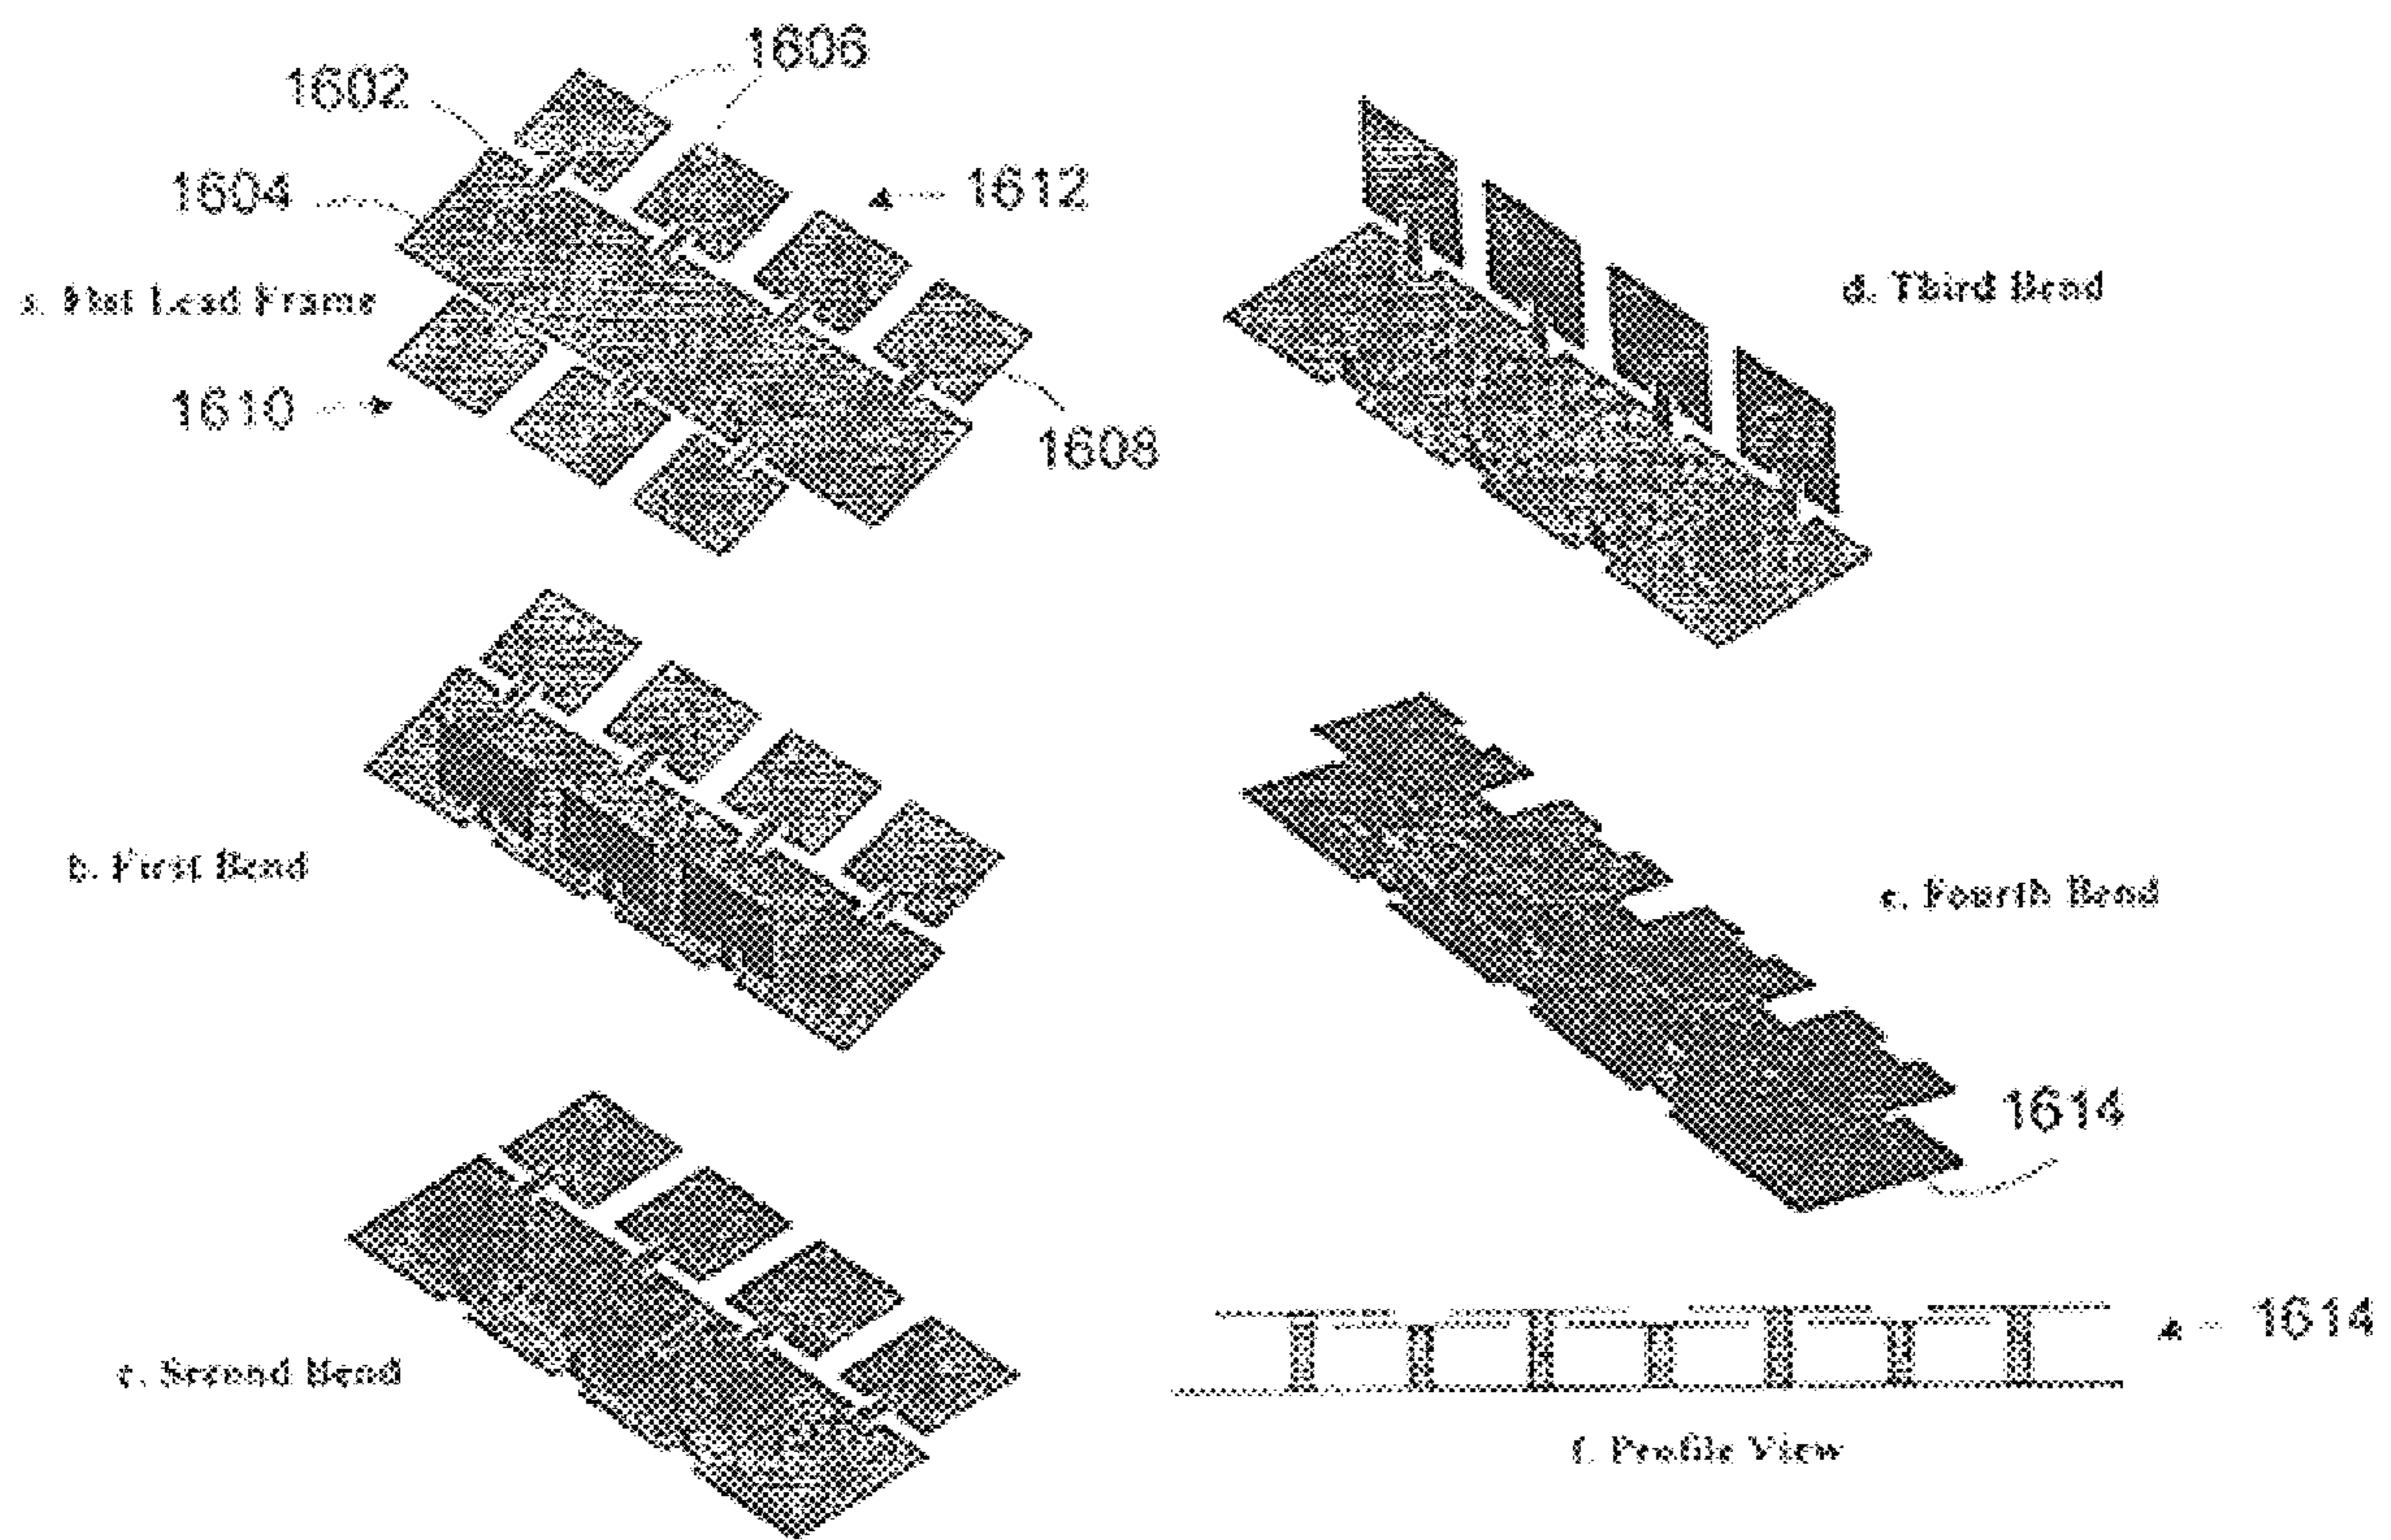 1606
1602
1604
1612
a. Flat Lead Frame
1610
1608
b. First Bend
c. Second Bend
d. Third Bend
e. Fourth Bend
1614
1614
f. Profile View